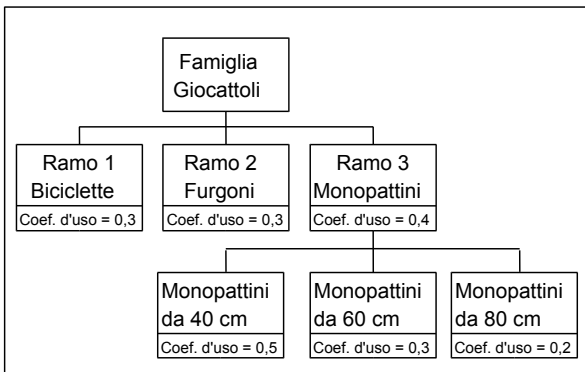 Famiglia
Giocattoli
Ramo 1
Biciclette
Coef. d'uso = 0,3
Ramo 2
Furgoni
Coef. d'uso = 0,3
Ramo 3
Monopattini
Coef. d'uso = 0,4
Monopattini
da 40 cm
Coef. d'uso = 0,5
Monopattini
da 60 cm
Coef. d'uso = 0,3
Monopattini
da 80 cm
Coef. d'uso = 0,2